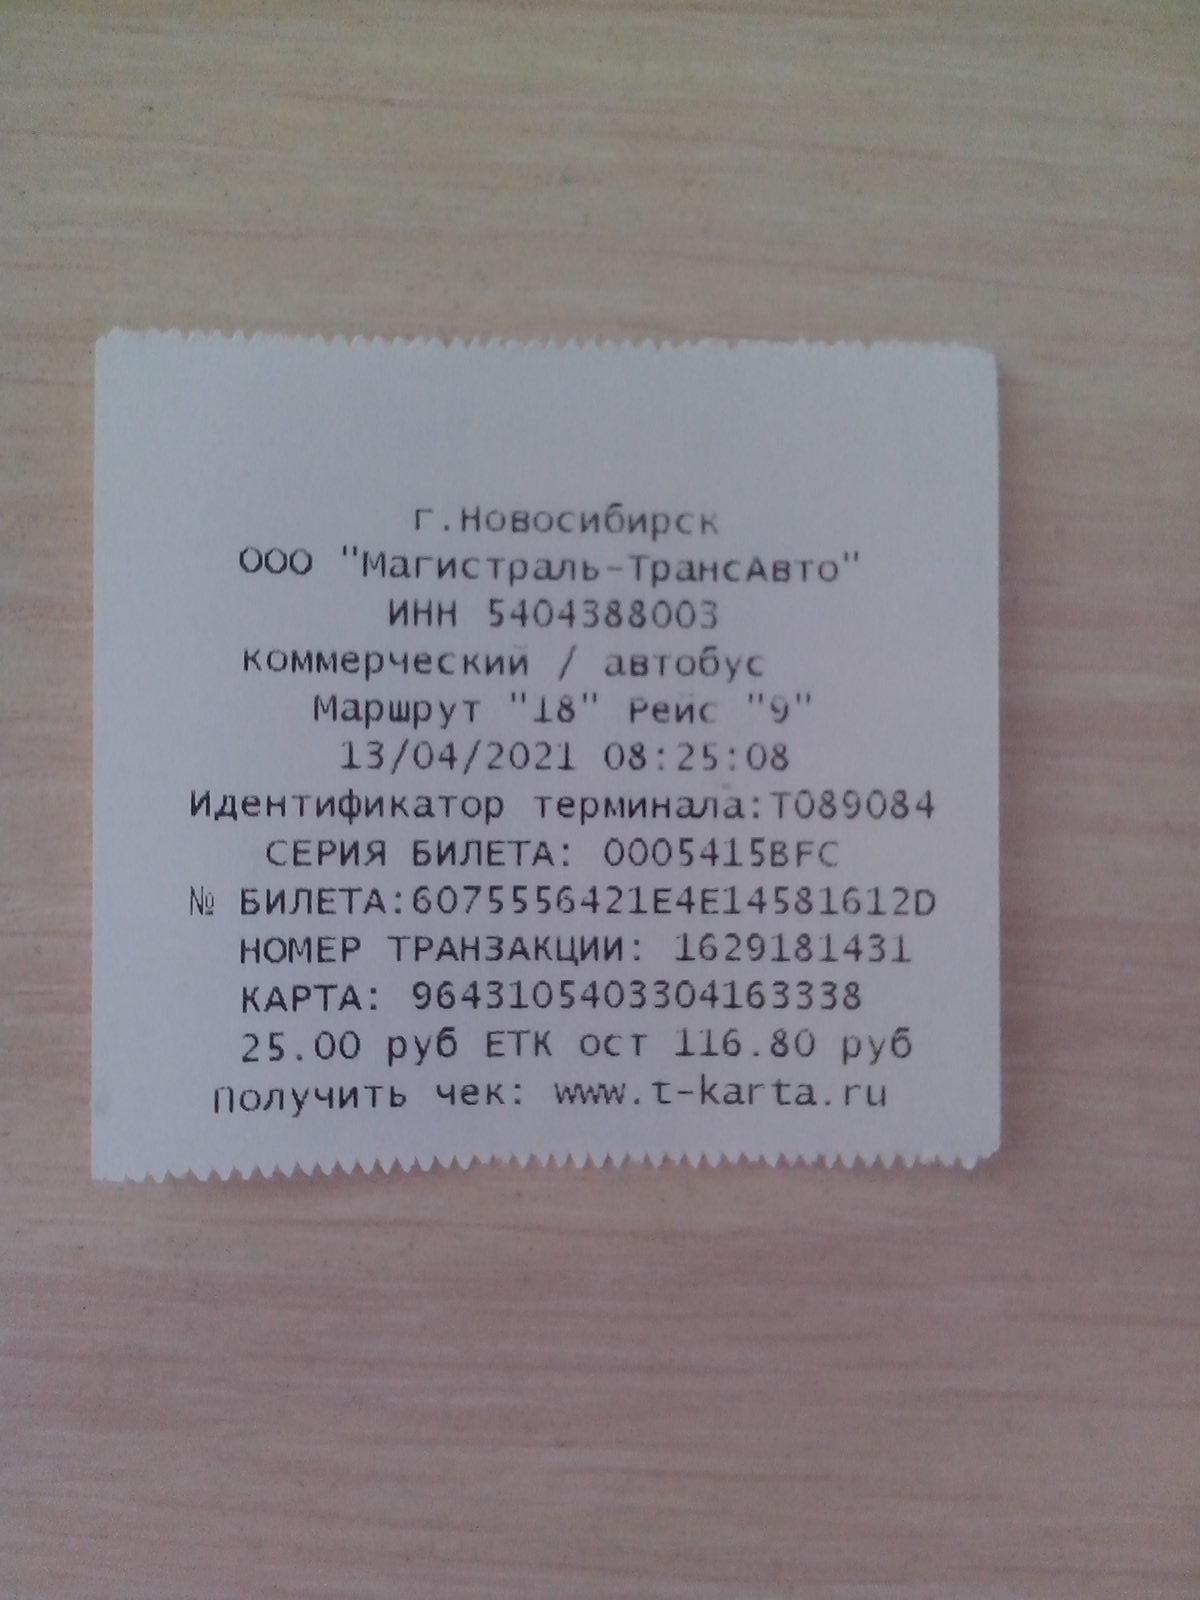 г.Новосибирск
ООО "Магистраль-ТрансАвто"
ИНН 5404388003
коммерческий / автобус
Маршрут "18" Рейс "9"
13/04/2021 08:25:08
Идентификатор терминала:Т089084
СЕРИЯ БИЛЕТА: 0005415BFC
№ БИЛЕТА:6075556421E4E14581612D
НОМЕР ТРАНЗАКЦИИ: 1629181431
КАРТА: 9643105403304163338
25.00 руб ЕТК ост 116.80 руб
Получить чек: www.t-karta.ru